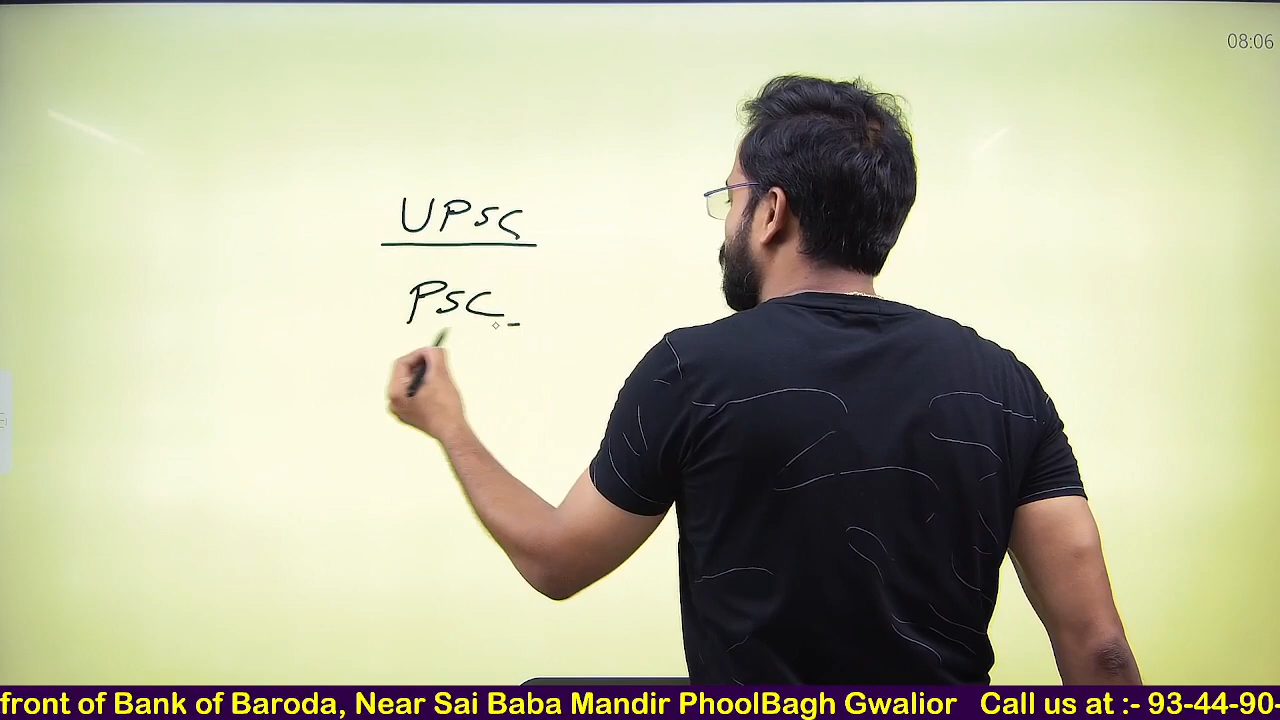 08:06
UPSC
PSC
front of Bank of Baroda, Near Sai Baba Mandir PhoolBagh Gwalior Call us at :- 93-44-90-